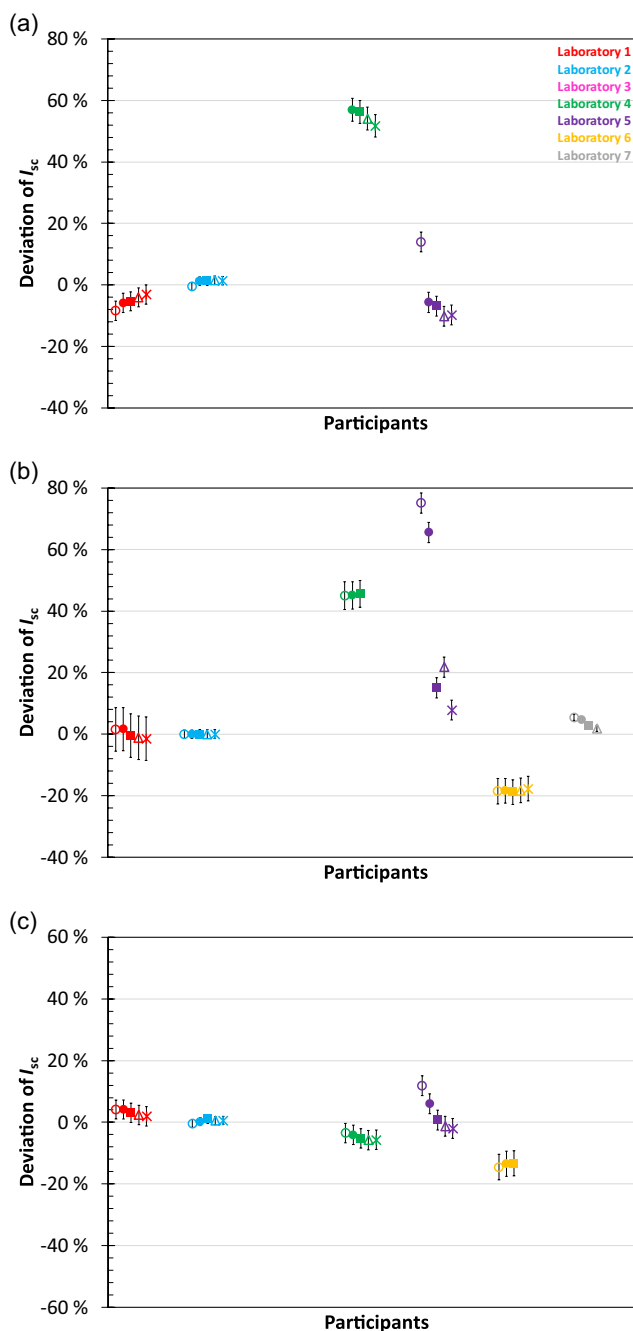 (a)
80 %
60 %
40 %
20 %
0 %
-20 %
-40 %
Deviation of Isc
Participants
Laboratory 1
Laboratory 2
Laboratory 3
Laboratory 4
Laboratory 5
Laboratory 6
Laboratory 7
(b)
80 %
60 %
40 %
20 %
0 %
-20 %
-40 %
Deviation of Isc
Participants
(c)
60 %
40 %
20 %
0 %
-20 %
-40 %
-60 %
Deviation of Isc
Participants